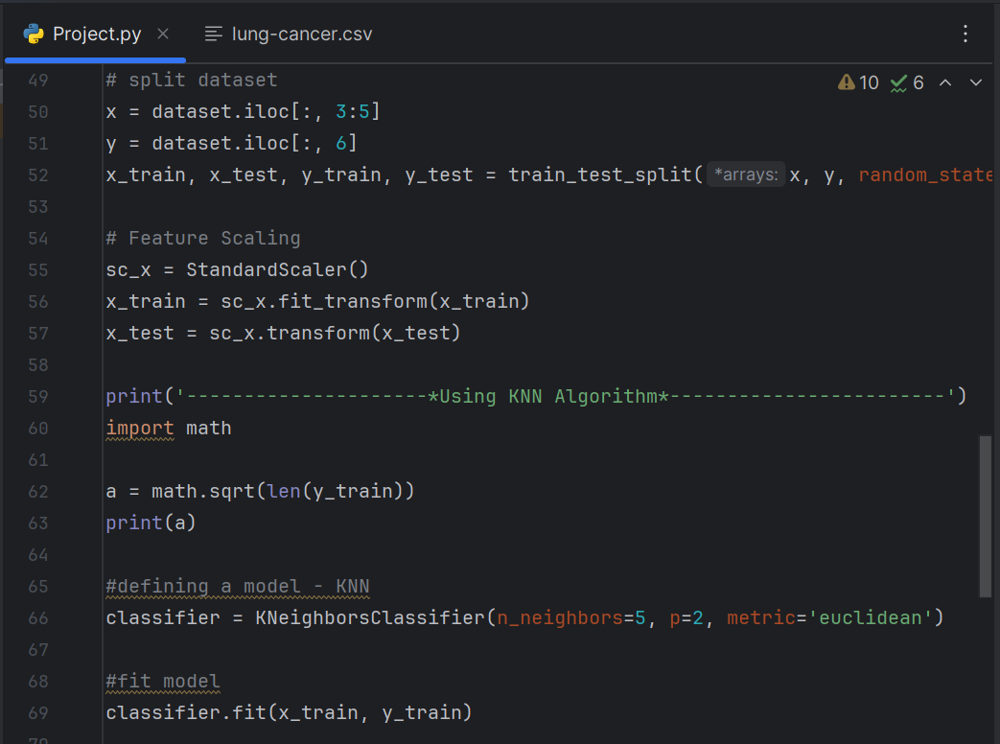 Project.py × lung-cancer.csv
49 # split dataset 10 6
50 x = dataset.iloc[:, 3:5]
51 y = dataset.iloc[:, 6]
52 x_train, x_test, y_train, y_test = train_test_split( *arrays: x, y, random_state
53
54 # Feature Scaling
55 sc_x = StandardScaler()
56 x_train = sc_x.fit_transform(x_train)
57 x_test = sc_x.transform(x_test)
58
59 print('---------------------*Using KNN Algorithm*------------------------')
60 import math
61
62 a = math.sqrt(len(y_train))
63 print(a)
64
65 #defining a model - KNN
66 classifier = KNeighborsClassifier(n_neighbors=5, p=2, metric='euclidean')
67
68 #fit model
69 classifier.fit(x_train, y_train)
70